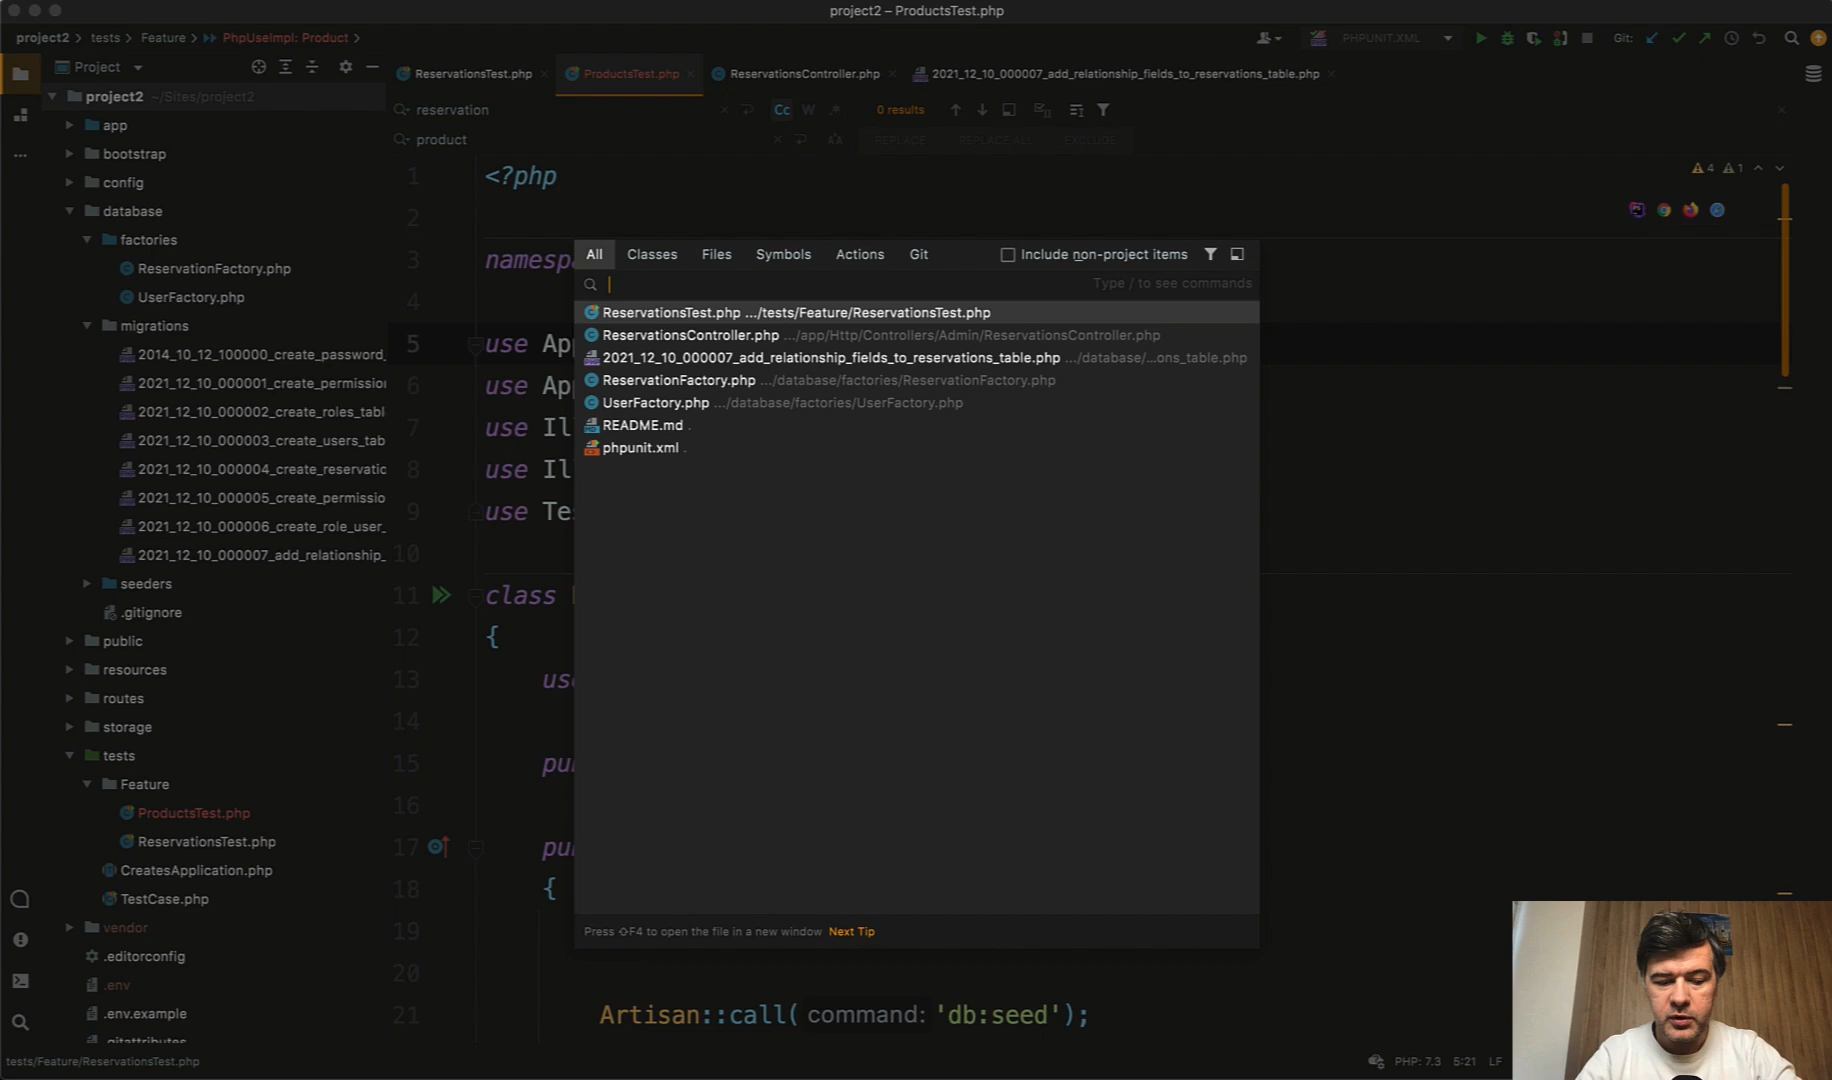 project2 – ProductsTest.php
project2 > tests > Feature > PhpUseImpl: Product >
PHPUNIT.XML
Git:
Project
ReservationsTest.php
ProductsTest.php
ReservationsController.php
2021_12_10_000007_add_relationship_fields_to_reservations_table.php
project2 ~/Sites/project2
app
bootstrap
config
database
factories
ReservationFactory.php
UserFactory.php
migrations
2014_10_12_100000_create_password_
2021_12_10_000001_create_permission
2021_12_10_000002_create_roles_tabl
2021_12_10_000003_create_users_tab
2021_12_10_000004_create_reservatio
2021_12_10_000005_create_permissio
2021_12_10_000006_create_role_user_
2021_12_10_000007_add_relationship_
seeders
.gitignore
public
resources
routes
storage
tests
Feature
ProductsTest.php
ReservationsTest.php
CreatesApplication.php
TestCase.php
vendor
.editorconfig
.env
.env.example
.gitattributes
reservation
Cc W .* 0 results
product
REPLACE REPLACE ALL EXCLUDE
4 1
1 <?php
2
3 namesp
4
5 use Ap
6 use Ap
7 use Il
8 use Il
9 use Te
10
11 class
12 {
13 us
14
15 pu
16
17 pu
18 {
19
20
21 Artisan::call( command: 'db:seed');
All Classes Files Symbols Actions Git Include non-project items
Type / to see commands
ReservationsTest.php .../tests/Feature/ReservationsTest.php
ReservationsController.php .../app/Http/Controllers/Admin/ReservationsController.php
2021_12_10_000007_add_relationship_fields_to_reservations_table.php .../database/...ons_table.php
ReservationFactory.php .../database/factories/ReservationFactory.php
UserFactory.php .../database/factories/UserFactory.php
README.md .
phpunit.xml .
Press ⇧F4 to open the file in a new window Next Tip
tests/Feature/ReservationsTest.php
PHP: 7.3 5:21 LF